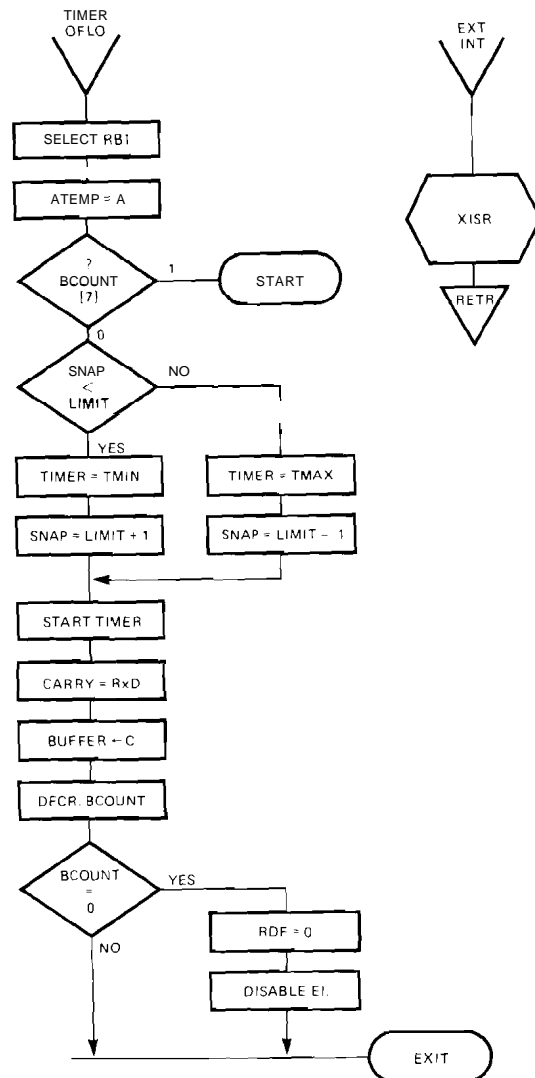 TIMER
OFLO
SELECT RB1
ATEMP = A
?
BCOUNT
[7]
1
START
0
SNAP
<
LIMIT
NO
YES
TIMER = TMIN
TIMER = TMAX
SNAP = LIMIT + 1
SNAP = LIMIT - 1
START TIMER
CARRY = RxD
BUFFER ← C
DECR. BCOUNT
BCOUNT
=
0
YES
NO
RDF = 0
DISABLE EI.
EXIT
EXT
INT
XISR
RETR